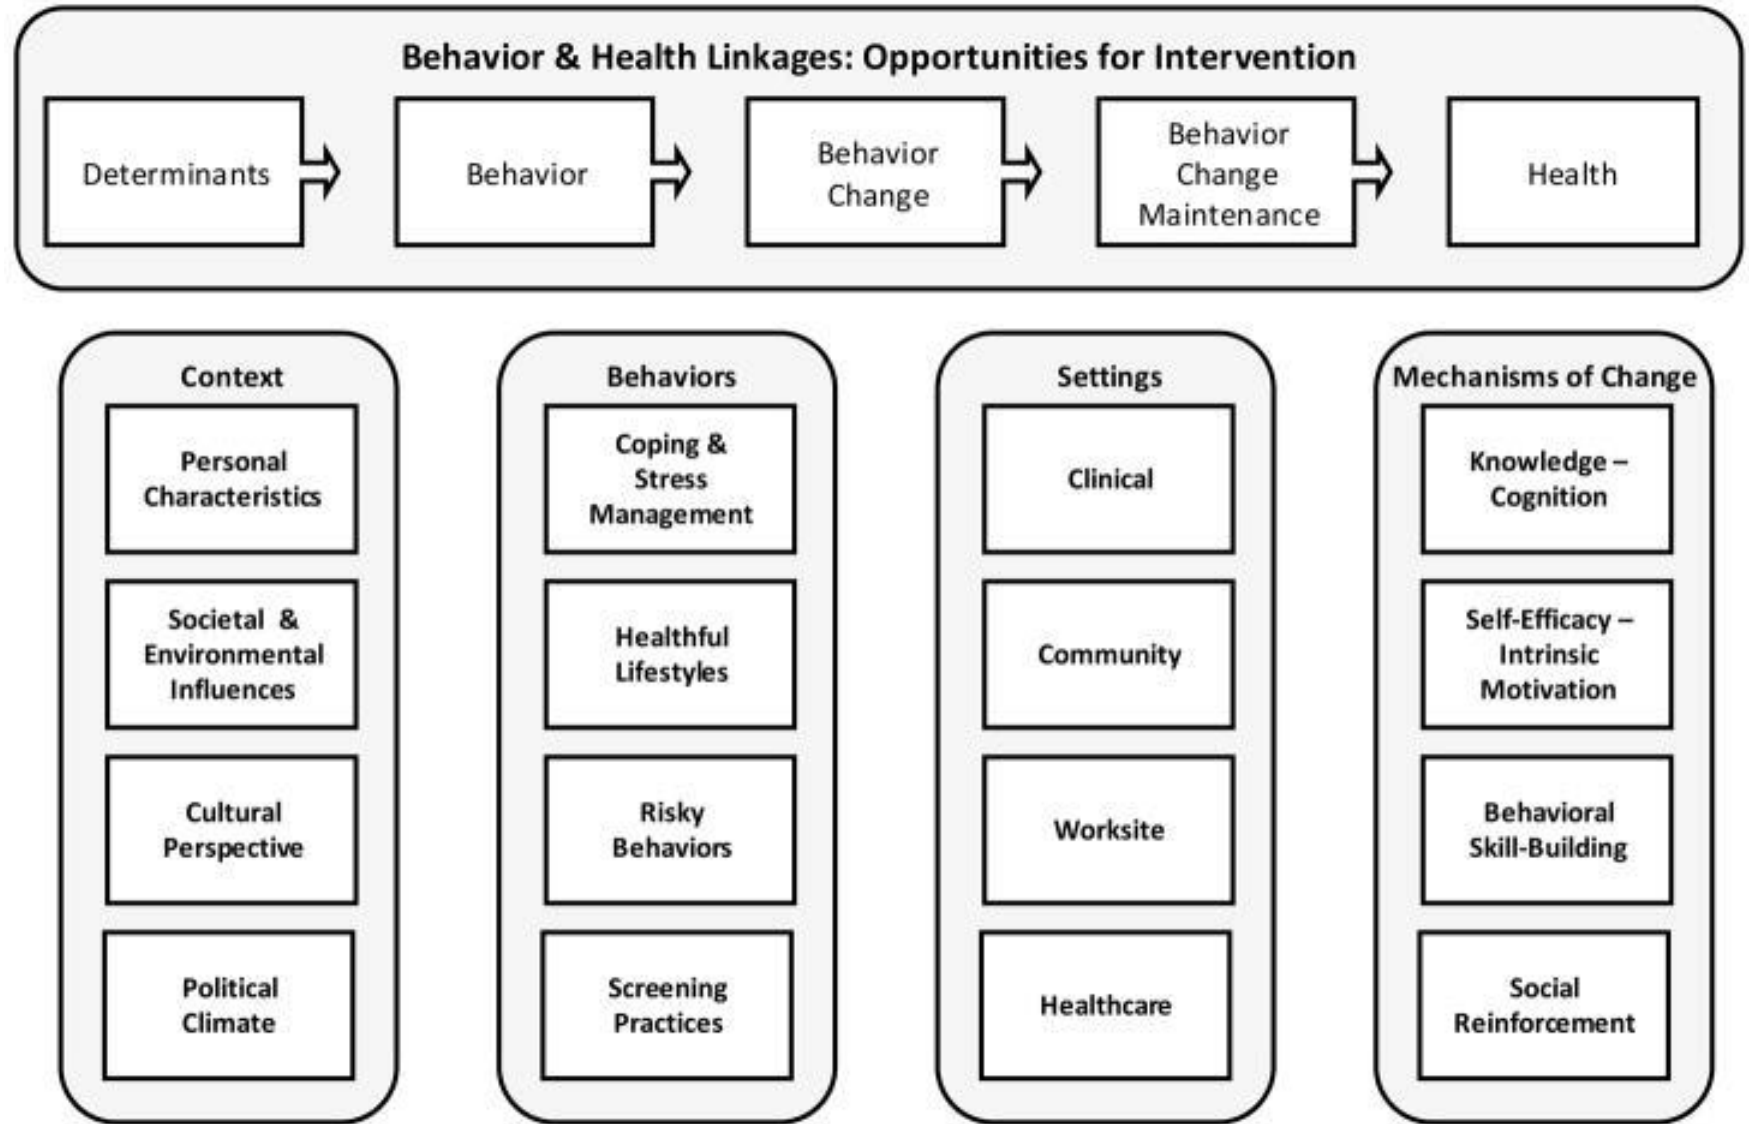 Behavior & Health Linkages: Opportunities for Intervention
Determinants
Behavior
Behavior
Change
Behavior
Change
Maintenance
Health
Context
Personal
Characteristics
Societal & 
Environmental
Influences
Cultural
Perspective
Political
Climate
Behaviors
Coping &
Stress
Management
Healthful
Lifestyles
Risky
Behaviors
Screening
Practices
Settings
Clinical
Community
Worksite
Healthcare
Mechanisms of Change
Knowledge –
Cognition
Self-Efficacy –
Intrinsic
Motivation
Behavioral
Skill-Building
Social
Reinforcement